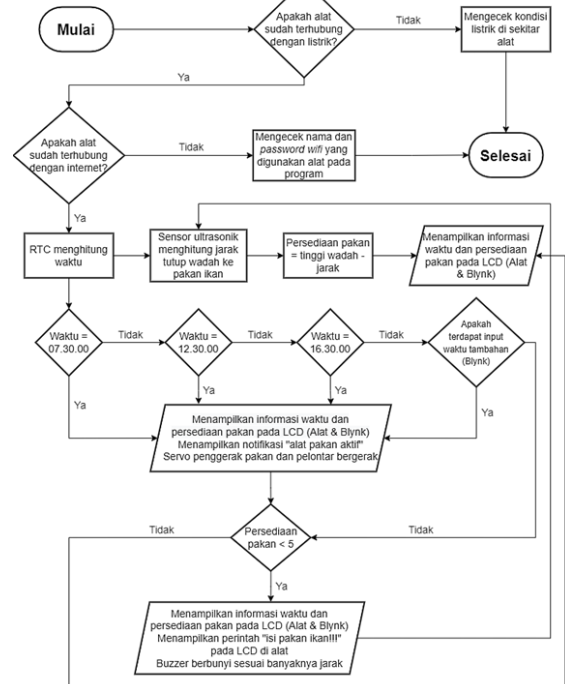 Mulai
Apakah alat
sudah terhubung
dengan listrik?
Tidak
Mengecek kondisi
listrik di sekitar
alat
Ya
Apakah alat
sudah terhubung
dengan internet?
Tidak
Mengecek nama dan
password wifi yang
digunakan alat pada
program
Selesai
Ya
RTC menghitung
waktu
Sensor ultrasonik
menghitung jarak
tutup wadah ke
pakan ikan
Persediaan pakan
= tinggi wadah -
jarak
Menampilkan informasi
waktu dan persediaan
pakan pada LCD (Alat
& Blynk)
Waktu =
07.30.00
Tidak
Waktu =
12.30.00
Tidak
Waktu =
16.30.00
Tidak
Apakah
terdapat input
waktu tambahan
(Blynk)
Ya
Ya
Ya
Ya
Menampilkan informasi waktu dan
persediaan pakan pada LCD (Alat & Blynk)
Menampilkan notifikasi "alat pakan aktif"
Servo penggerak pakan dan pelontar bergerak
Tidak
Persediaan
pakan < 5
Tidak
Ya
Menampilkan informasi waktu dan
persediaan pakan pada LCD (Alat & Blynk)
Menampilkan perintah "isi pakan ikan!!!"
pada LCD di alat
Buzzer berbunyi sesuai banyaknya jarak